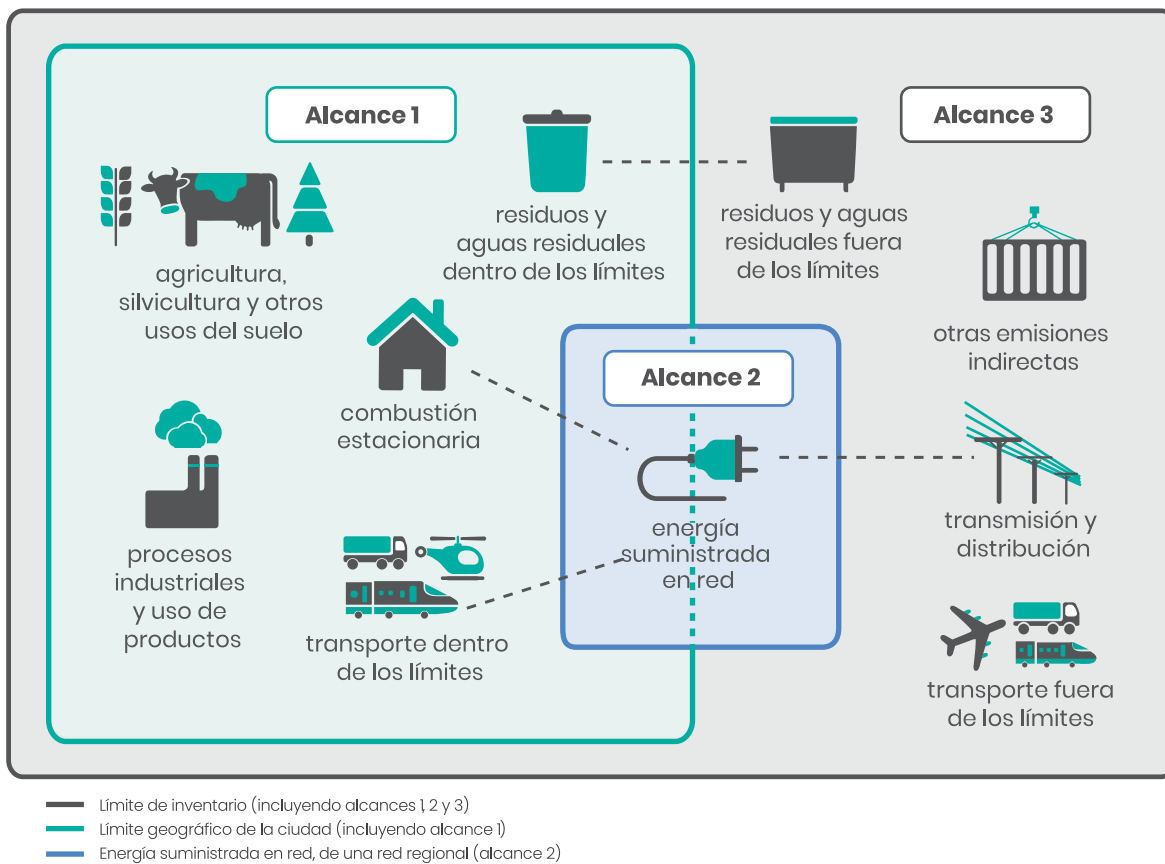 Alcance 1
Alcance 3
agricultura,
silvicultura y otros
usos del suelo
residuos y
aguas residuales
dentro de los límites
residuos y aguas
residuales fuera
de los límites
otras emisiones
indirectas
combustión
estacionaria
Alcance 2
energía
suministrada
en red
transmisión y
distribución
procesos
industriales
y uso de
productos
transporte dentro
de los límites
transporte fuera
de los límites
Límite de inventario (incluyendo alcances 1, 2 y 3)
Límite geográfico de la ciudad (incluyendo alcance 1)
Energía suministrada en red, de una red regional (alcance 2)